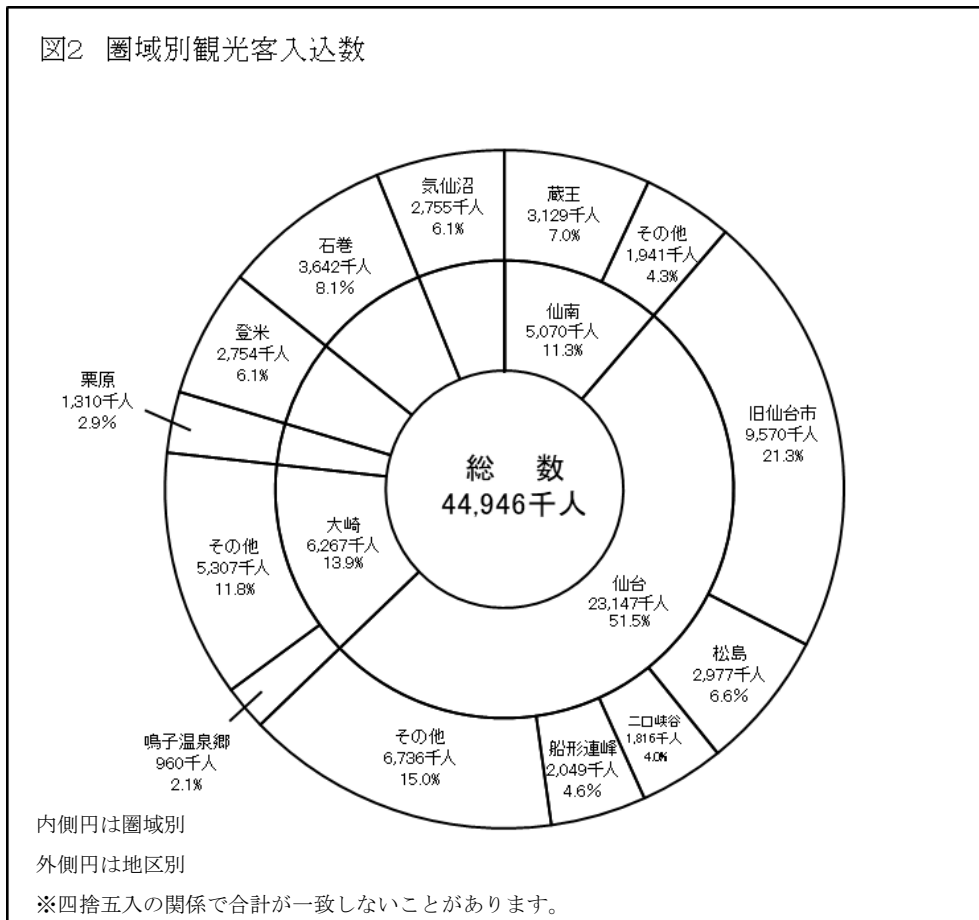 図2 圏域別観光客入込数
気仙沼
2,755千人
6.1%
蔵王
3,129千人
7.0%
その他
1,941千人
4.3%
石巻
3,642千人
8.1%
仙南
5,070千人
11.3%
登米
2,754千人
6.1%
栗原
1,310千人
2.9%
旧仙台市
9,570千人
21.3%
総 数
44,946千人
大崎
6,267千人
13.9%
その他
5,307千人
11.8%
仙台
23,147千人
51.5%
松島
2,977千人
6.6%
二口峡谷
1,816千人
4.0%
船形連峰
2,049千人
4.6%
その他
6,736千人
15.0%
鳴子温泉郷
960千人
2.1%
内側円は圏域別
外側円は地区別
※四捨五入の関係で合計が一致しないことがあります。